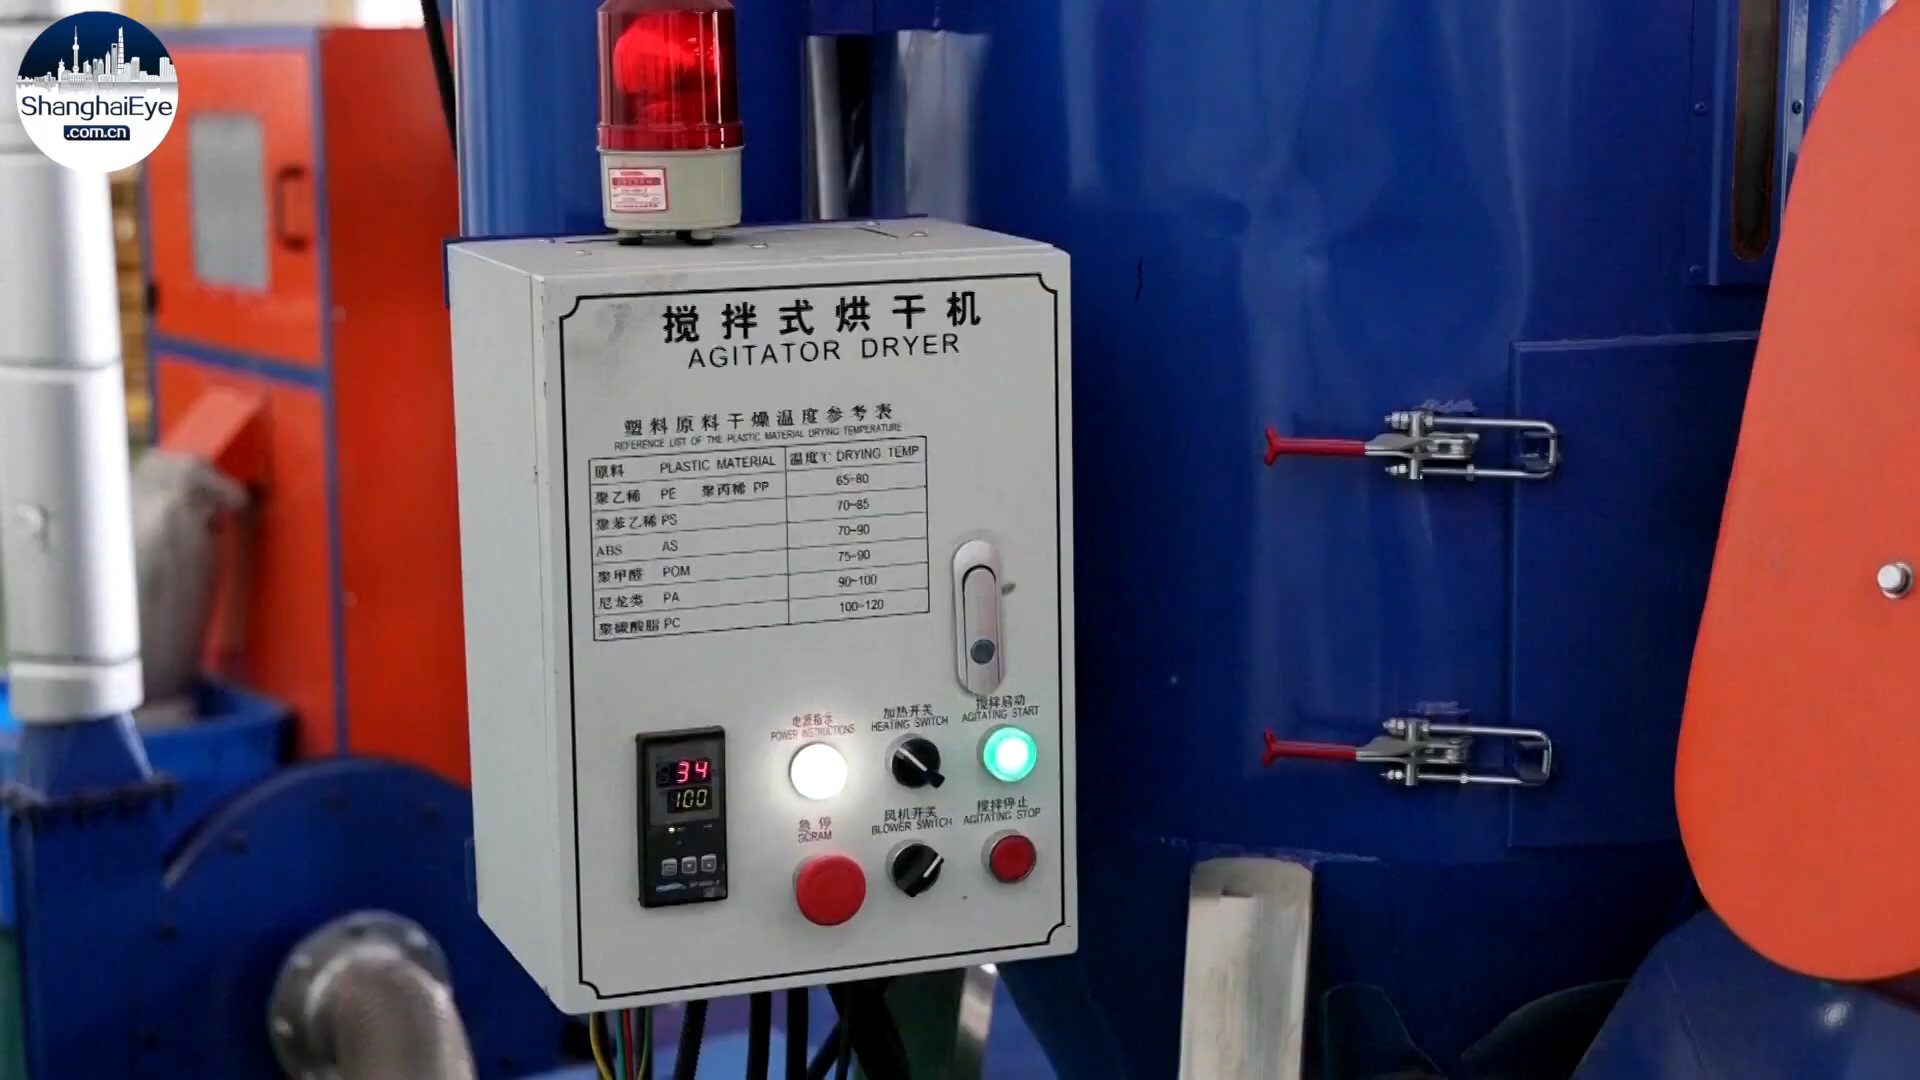 ShanghaiEye
.com.cn
搅拌式烘干机
AGITATOR DRYER
塑料原料干燥温度参考表
REFERENCE LIST OF THE PLASTIC MATERIAL DRYING TEMPERATURE
原料 PLASTIC MATERIAL 温度℃ DRYING TEMP
聚乙稀 PE 聚丙稀 PP 65-80
聚苯乙稀 PS 70-85
ABS AS 70-90
聚甲醛 POM 75-90
尼龙类 PA 90-100
聚碳酸脂 PC 100-120
电源指示
POWER INSTRUCTIONS
加热开关
HEATING SWITCH
搅拌启动
AGITATING START
34
100
急停
SCRAM
风机开关
BLOWER SWITCH
搅拌停止
AGITATING STOP